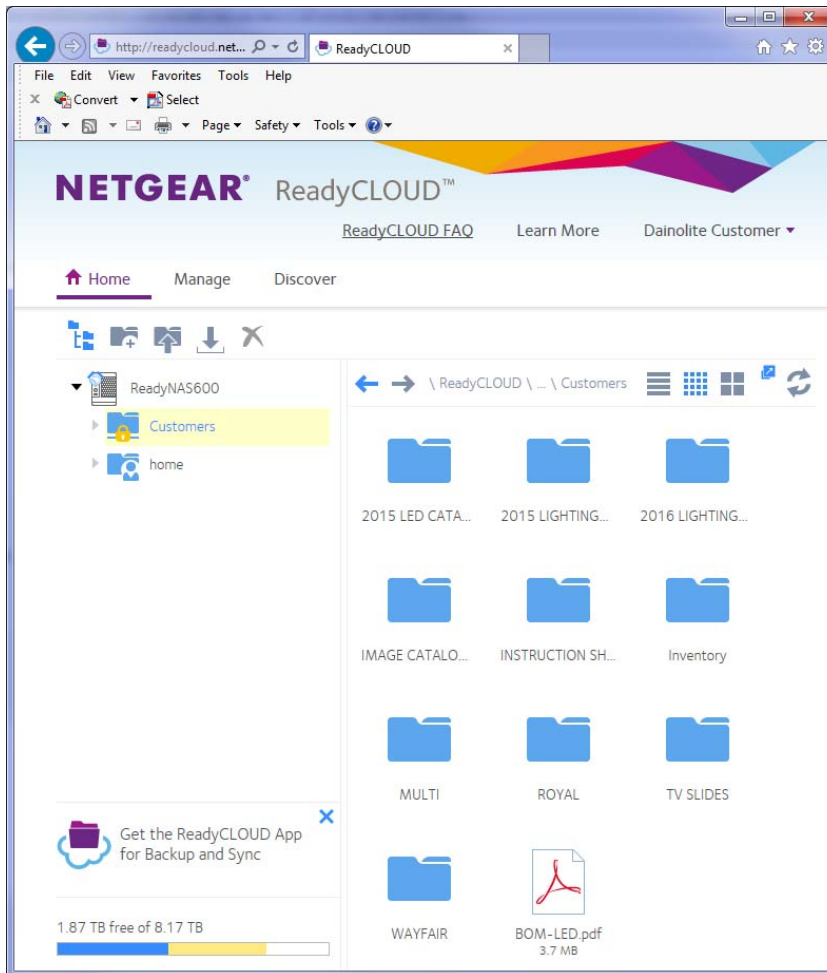 http://readycloud.net...
ReadyCLOUD
File Edit View Favorites Tools Help
Convert Select
Page Safety Tools
NETGEAR® ReadyCLOUD™
ReadyCLOUD FAQ Learn More Dainolite Customer
Home Manage Discover
ReadyNAS600
Customers
home
\ ReadyCLOUD \ ... \ Customers
2015 LED CATA... 2015 LIGHTING... 2016 LIGHTING...
IMAGE CATALO... INSTRUCTION SH... Inventory
MULTI ROYAL TV SLIDES
WAYFAIR BOM-LED.pdf
3.7 MB
Get the ReadyCLOUD App
for Backup and Sync
1.87 TB free of 8.17 TB